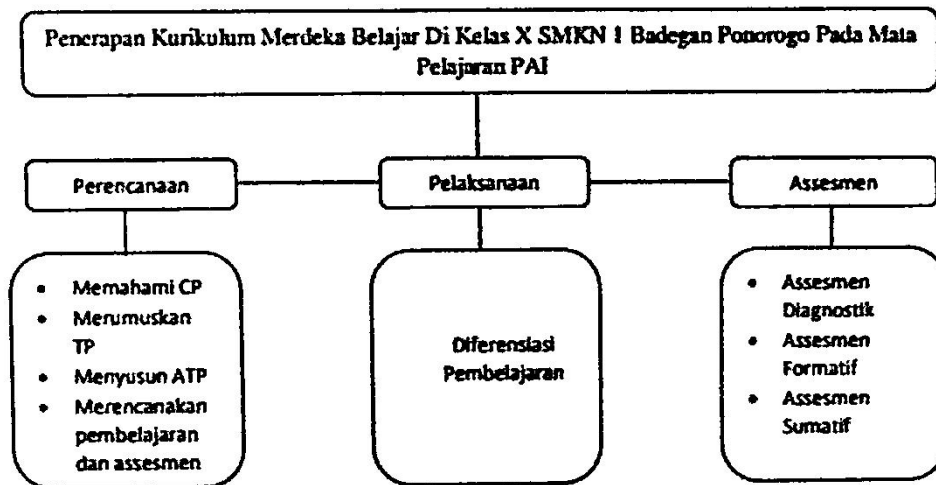 Penerapan Kurikulum Merdeka Belajar Di Kelas X SMKN 1 Badegan Ponorogo Pada Mata
Pelajaran PAI
Perencanaan
Pelaksanaan
Assesmen
• Memahami CP
• Merumuskan
TP
• Menyusun ATP
• Merencanakan
pembelajaran
dan assesmen
Diferensiasi
Pembelajaran
• Assesmen
Diagnostik
• Assesmen
Formatif
• Assesmen
Sumatif